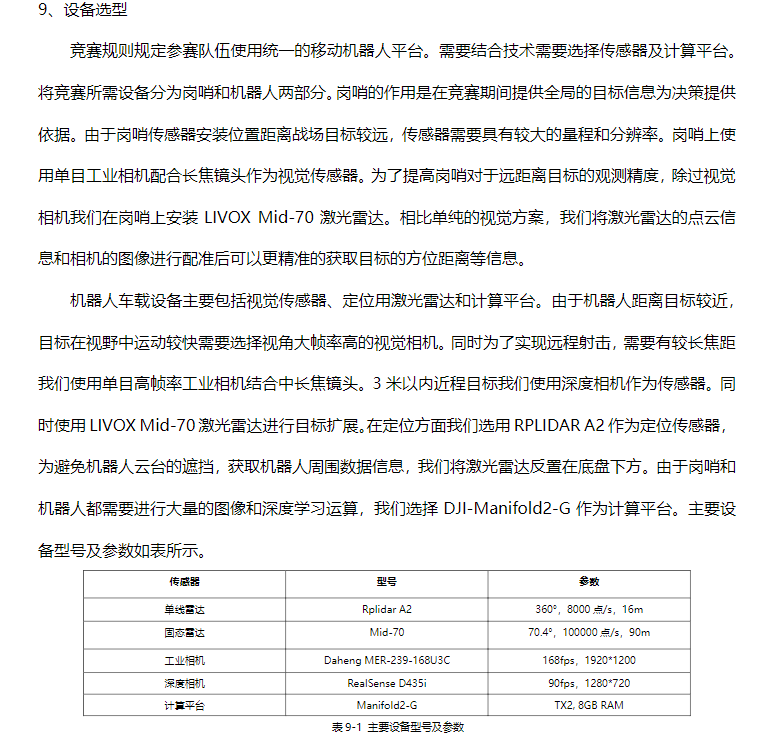 9、设备选型
竞赛规则规定参赛队伍使用统一的移动机器人平台。需要结合技术需要选择传感器及计算平台。
将竞赛所需设备分为岗哨和机器人两部分。岗哨的作用是在竞赛期间提供全局的目标信息为决策提供
依据。由于岗哨传感器安装位置距离战场目标较远，传感器需要具有较大的量程和分辨率。岗哨上使
用单目工业相机配合长焦镜头作为视觉传感器。为了提高岗哨对于远距离目标的观测精度，除过视觉
相机我们在岗哨上安装 LIVOX Mid-70 激光雷达。相比单纯的视觉方案，我们将激光雷达的点云信
息和相机的图像进行配准后可以更精准的获取目标的方位距离等信息。
机器人车载设备主要包括视觉传感器、定位用激光雷达和计算平台。由于机器人距离目标较近，
目标在视野中运动较快需要选择视角大帧率高的视觉相机。同时为了实现远程射击，需要有较长焦距
我们使用单目高帧率工业相机结合中长焦镜头。3 米以内近程目标我们使用深度相机作为传感器。同
时使用 LIVOX Mid-70 激光雷达进行目标扩展。在定位方面我们选用 RPLIDAR A2 作为定位传感器，
为避免机器人云台的遮挡，获取机器人周围数据信息，我们将激光雷达反置在底盘下方。由于岗哨和
机器人都需要进行大量的图像和深度学习运算，我们选择 DJI-Manifold2-G 作为计算平台。主要设
备型号及参数如表所示。
传感器 型号 参数
单线雷达 Rplidar A2 360°，8000 点/s，16m
固态雷达 Mid-70 70.4°，100000 点/s，90m
工业相机 Daheng MER-239-168U3C 168fps，1920*1200
深度相机 RealSense D435i 90fps，1280*720
计算平台 Manifold2-G TX2, 8GB RAM
表 9-1 主要设备型号及参数